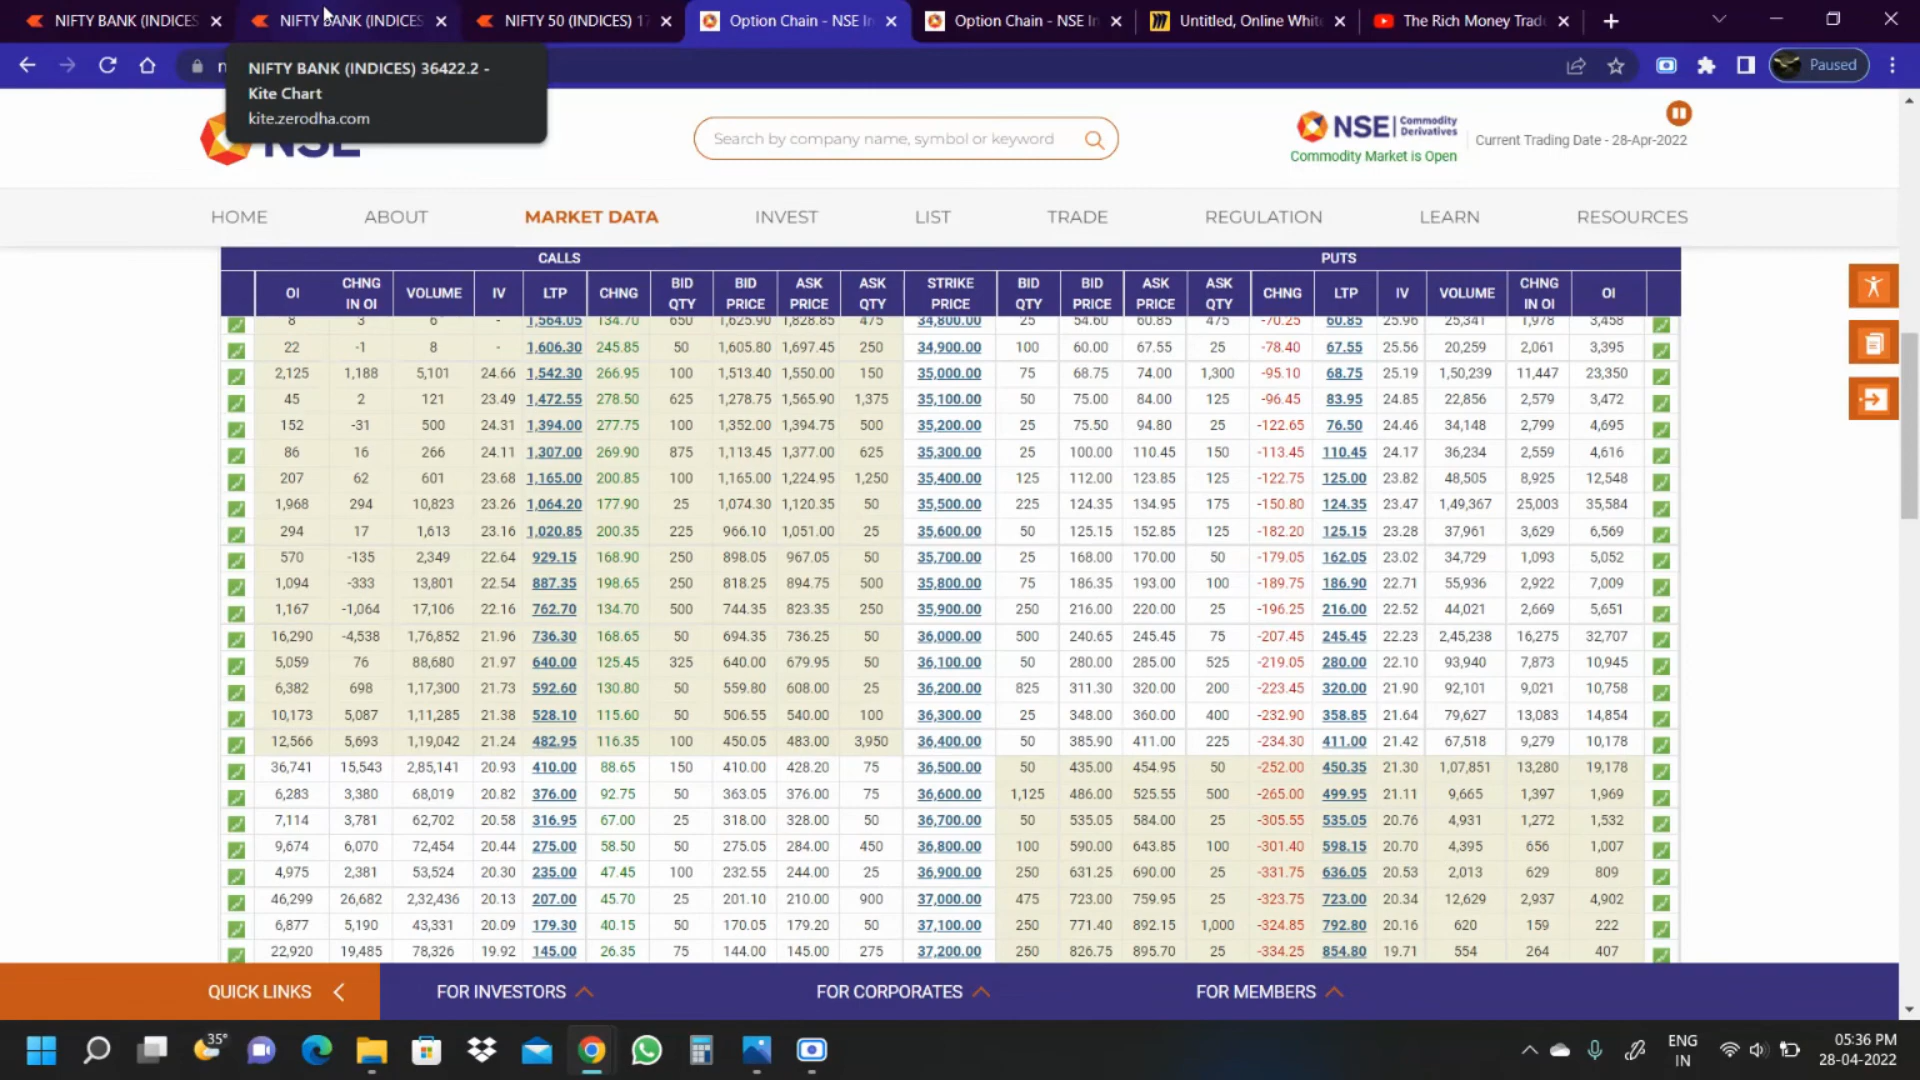 NIFTY BANK (INDICES
NIFTY BANK (INDICES
NIFTY 50 (INDICES) 17
Option Chain - NSE In
Option Chain - NSE In
Untitled, Online White
The Rich Money Trade
NIFTY BANK (INDICES) 36422.2 -
Kite Chart
kite.zerodha.com
Paused
NSE
Search by company name, symbol or keyword
NSE Commodity Derivatives
Commodity Market is Open
Current Trading Date - 28-Apr-2022
HOME ABOUT MARKET DATA INVEST LIST TRADE REGULATION LEARN RESOURCES
CALLS PUTS
OI CHNG IN OI VOLUME IV LTP CHNG BID QTY BID PRICE ASK PRICE ASK QTY STRIKE PRICE BID QTY BID PRICE ASK PRICE ASK QTY CHNG LTP IV VOLUME CHNG IN OI OI
8 3 6 - 1,564.05 134.70 650 1,625.90 1,828.85 475 34,800.00 25 54.60 60.85 475 -70.25 60.85 25.96 25,341 1,978 3,458
22 -1 8 - 1,606.30 245.85 50 1,605.80 1,697.45 250 34,900.00 100 60.00 67.55 25 -78.40 67.55 25.56 20,259 2,061 3,395
2,125 1,188 5,101 24.66 1,542.30 266.95 100 1,513.40 1,550.00 150 35,000.00 75 68.75 74.00 1,300 -95.10 68.75 25.19 1,50,239 11,447 23,350
45 2 121 23.49 1,472.55 278.50 625 1,278.75 1,565.90 1,375 35,100.00 50 75.00 84.00 125 -96.45 83.95 24.85 22,856 2,579 3,472
152 -31 500 24.31 1,394.00 277.75 100 1,352.00 1,394.75 500 35,200.00 25 75.50 94.80 25 -122.65 76.50 24.46 34,148 2,799 4,695
86 16 266 24.11 1,307.00 269.90 875 1,113.45 1,377.00 625 35,300.00 25 100.00 110.45 150 -113.45 110.45 24.17 36,234 2,559 4,616
207 62 601 23.68 1,165.00 200.85 100 1,165.00 1,224.95 1,250 35,400.00 125 112.00 123.85 125 -122.75 125.00 23.82 48,505 8,925 12,548
1,968 294 10,823 23.26 1,064.20 177.90 25 1,074.30 1,120.35 50 35,500.00 225 124.35 134.95 175 -150.80 124.35 23.47 1,49,367 25,003 35,584
294 17 1,613 23.16 1,020.85 200.35 225 966.10 1,051.00 25 35,600.00 50 125.15 152.85 125 -182.20 125.15 23.28 37,961 3,629 6,569
570 -135 2,349 22.64 929.15 168.90 250 898.05 967.05 50 35,700.00 25 168.00 170.00 50 -179.05 162.05 23.02 34,729 1,093 5,052
1,094 -333 13,801 22.54 887.35 198.65 250 818.25 894.75 500 35,800.00 75 186.35 193.00 100 -189.75 186.90 22.71 55,936 2,922 7,009
1,167 -1,064 17,106 22.16 762.70 134.70 500 744.35 823.35 250 35,900.00 250 216.00 220.00 25 -196.25 216.00 22.52 44,021 2,669 5,651
16,290 -4,538 1,76,852 21.96 736.30 168.65 50 694.35 736.25 50 36,000.00 500 240.65 245.45 75 -207.45 245.45 22.23 2,45,238 16,275 32,707
5,059 76 88,680 21.97 640.00 125.45 325 640.00 679.95 50 36,100.00 50 280.00 285.00 525 -219.05 280.00 22.10 93,940 7,873 10,945
6,382 698 1,17,300 21.73 592.60 130.80 50 559.80 608.00 25 36,200.00 825 311.30 320.00 200 -223.45 320.00 21.90 92,101 9,021 10,758
10,173 5,087 1,11,285 21.38 528.10 115.60 50 506.55 540.00 100 36,300.00 25 348.00 360.00 400 -232.90 358.85 21.64 79,627 13,083 14,854
12,566 5,693 1,19,042 21.24 482.95 116.35 100 450.05 483.00 3,950 36,400.00 50 385.90 411.00 225 -234.30 411.00 21.42 67,518 9,279 10,178
36,741 15,543 2,85,141 20.93 410.00 88.65 150 410.00 428.20 75 36,500.00 50 435.00 454.95 50 -252.00 450.35 21.30 1,07,851 13,280 19,178
6,283 3,380 68,019 20.82 376.00 92.75 50 363.05 376.00 75 36,600.00 1,125 486.00 525.55 500 -265.00 499.95 21.11 9,665 1,397 1,969
7,114 3,781 62,702 20.58 316.95 67.00 25 318.00 328.00 50 36,700.00 50 535.05 584.00 25 -305.55 535.05 20.76 4,931 1,272 1,532
9,674 6,070 72,454 20.44 275.00 58.50 50 275.05 284.00 450 36,800.00 100 590.00 643.85 100 -301.40 598.15 20.70 4,395 656 1,007
4,975 2,381 53,524 20.30 235.00 47.45 100 232.55 244.00 25 36,900.00 250 631.25 690.00 25 -331.75 636.05 20.53 2,013 629 809
46,299 26,682 2,32,436 20.13 207.00 45.70 25 201.10 210.00 900 37,000.00 475 723.00 759.95 25 -323.75 723.00 20.34 12,629 2,937 4,902
6,877 5,190 43,331 20.09 179.30 40.15 50 170.05 179.20 50 37,100.00 250 771.40 892.15 1,000 -324.85 792.80 20.16 620 159 222
22,920 19,485 78,326 19.92 145.00 26.35 75 144.00 145.00 275 37,200.00 250 826.75 895.70 25 -334.25 854.80 19.71 554 264 407
QUICK LINKS FOR INVESTORS FOR CORPORATES FOR MEMBERS
35°
ENG
IN
05:36 PM
28-04-2022